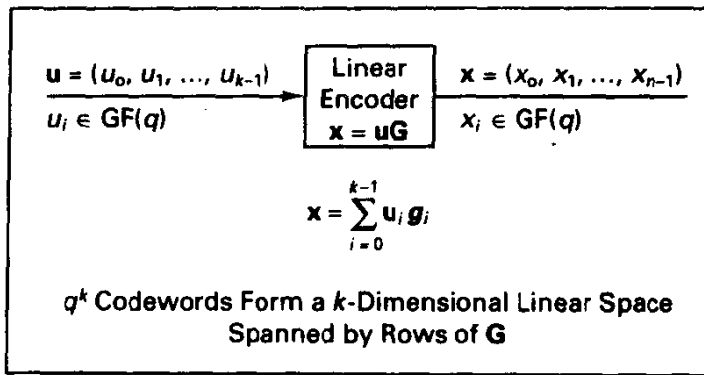 u = (u₀, u₁, ..., uₖ₋₁)
uᵢ ∈ GF(q)
Linear
Encoder
x = uG
x = (x₀, x₁, ..., xₙ₋₁)
xᵢ ∈ GF(q)
x = ∑_{i=0}^{k-1} uᵢ gᵢ
qᵏ Codewords Form a k-Dimensional Linear Space
Spanned by Rows of G